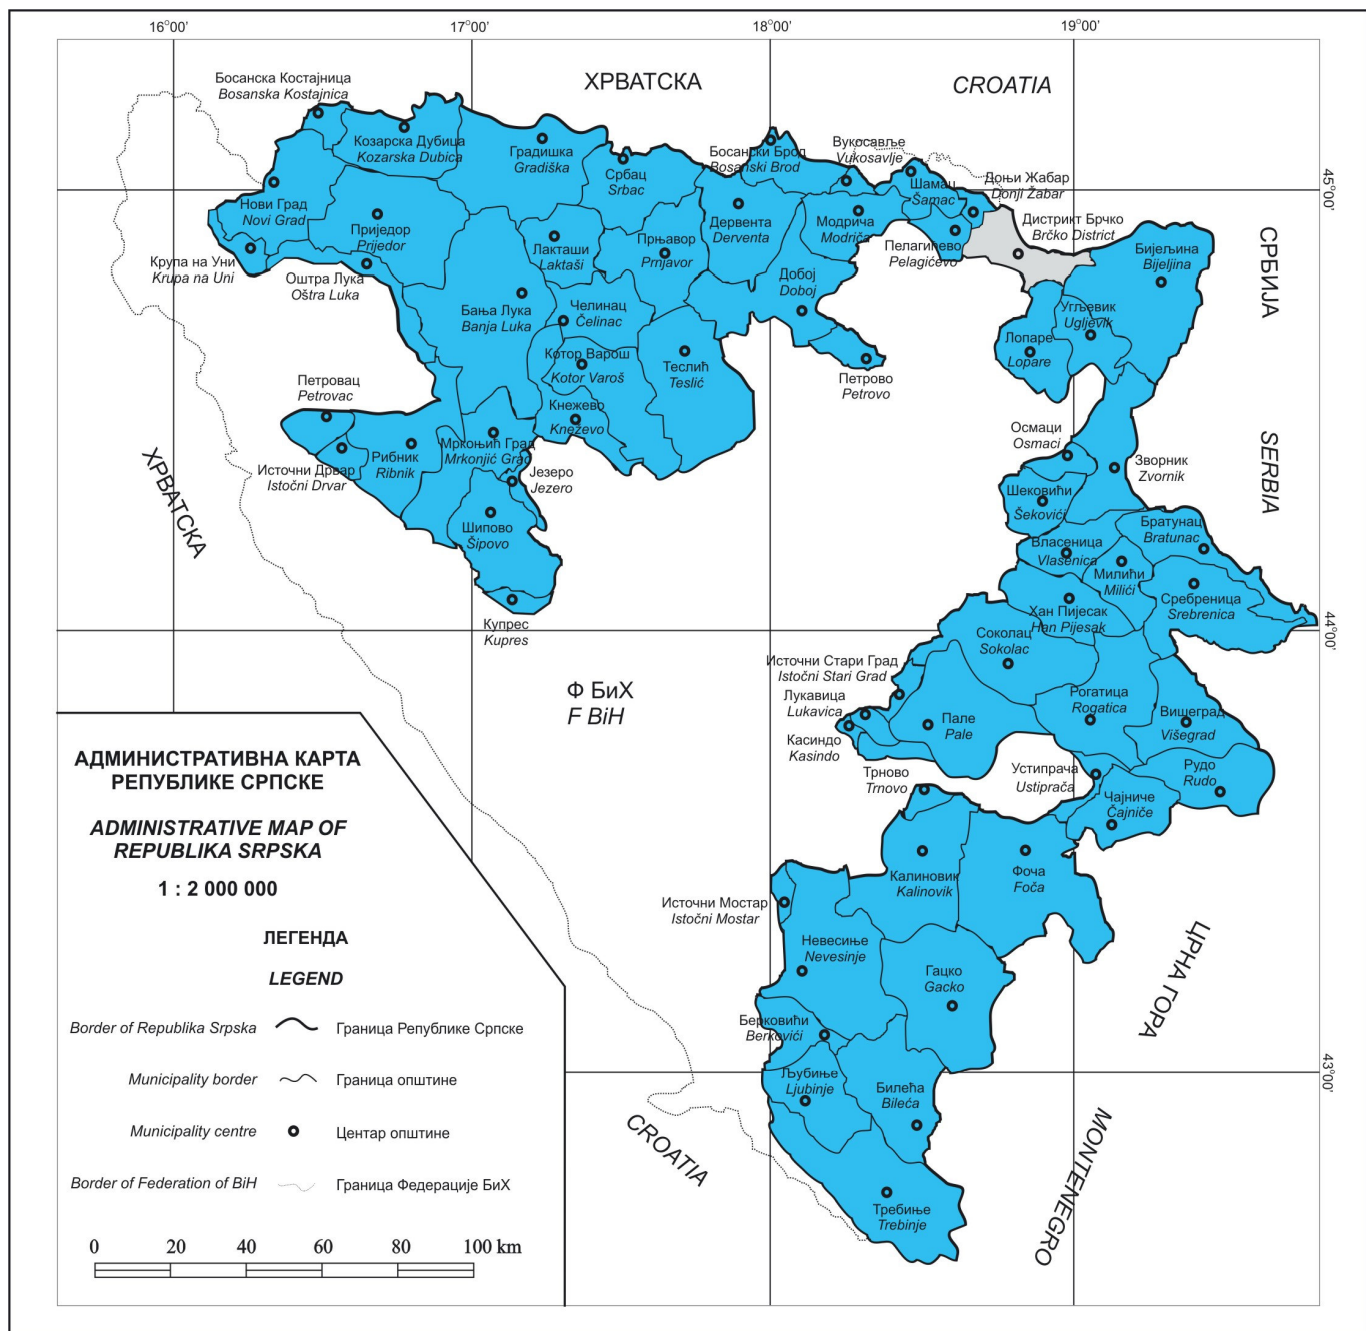 16°00'
17°00'
18°00'
19°00'
ХРВАТСКА
CROATIA
Босанска Костајница
Bosanska Kostajnica
Козарска Дубица
Kozarska Dubica
Градишка
Gradiška
Србац
Srbac
Босански Брод
Bosanski Brod
Вукосавље
Vukosavlje
Шамац
Šamac
Доњи Жабар
Donji Žabar
45°00'
Нови Град
Novi Grad
Приједор
Prijedor
Лакташи
Laktaši
Прњавор
Prnjavor
Дервента
Derventa
Модрича
Modriča
Пелагићево
Pelagićevo
Дистрикт Брчко
Brčko District
Бијељина
Bijeljina
СРБИЈА
Крупа на Уни
Krupa na Uni
Оштра Лука
Oštra Luka
Добој
Doboj
Бања Лука
Banja Luka
Челинац
Čelinac
Угљевик
Ugljevik
Лопаре
Lopare
Котор Варош
Kotor Varoš
Теслић
Teslić
Петрово
Petrovo
Петровац
Petrovac
Кнежево
Knezevo
Осмаци
Osmaci
SERBIA
Мркоњић Град
Mrkonjić Grad
Рибник
Ribnik
Источни Дрвар
Istočni Drvar
Језеро
Jezero
Зворник
Zvornik
ХРВАТСКА
Шековићи
Šekovići
Шипово
Šipovo
Братунац
Bratunac
Власеница
Vlasenica
Милићи
Milići
Сребреница
Srebrenica
Хан Пијесак
Han Pijesak
Купрес
Kupres
44°00'
Соколац
Sokolac
Источни Стари Град
Istočni Stari Grad
Ф БиХ
F BiH
Лукавица
Lukavica
Рогатица
Rogatica
Вишеград
Višegrad
Пале
Pale
Касиндо
Kasindo
Трново
Trnovo
Устипрача
Ustiprača
Рудо
Rudo
Чајниче
Čajniče
АДМИНИСТРАТИВНА КАРТА
РЕПУБЛИКЕ СРПСКЕ
ADMINISTRATIVE MAP OF
REPUBLIKA SRPSKA
1 : 2 000 000
Калиновик
Kalinovik
Фоча
Foča
Источни Мостар
Istočni Mostar
Невесиње
Nevesinje
Гацко
Gacko
ЦРНА ГОРА
Берковићи
Berkovići
43°00'
Љубиње
Ljubinje
Билећа
Bileća
CROATIA
MONTENEGRO
Требиње
Trebinje
ЛЕГЕНДА
LEGEND
Border of Republika Srpska Граница Републике Српске
Municipality border Граница општине
Municipality centre Центар општине
Border of Federation of BiH Граница Федерације БиХ
0 20 40 60 80 100 km